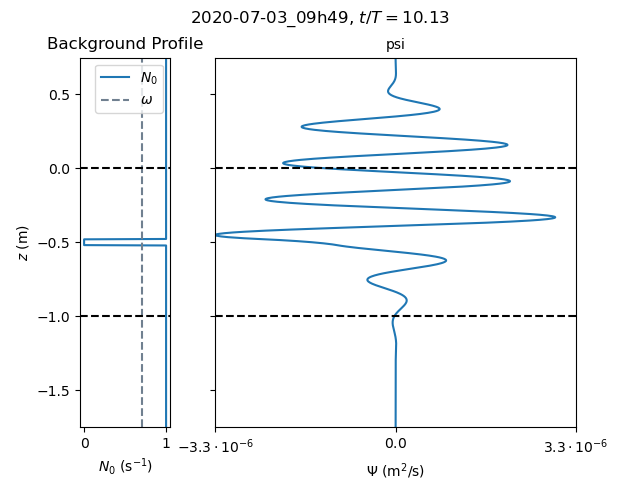 2020-07-03_09h49, t/T = 10.13
Background Profile
psi
N₀
ω
z (m)
0.5
0.0
−0.5
−1.0
−1.5
0
1
−3.3 · 10⁻⁶
0.0
3.3 · 10⁻⁶
N₀ (s⁻¹)
Ψ (m²/s)